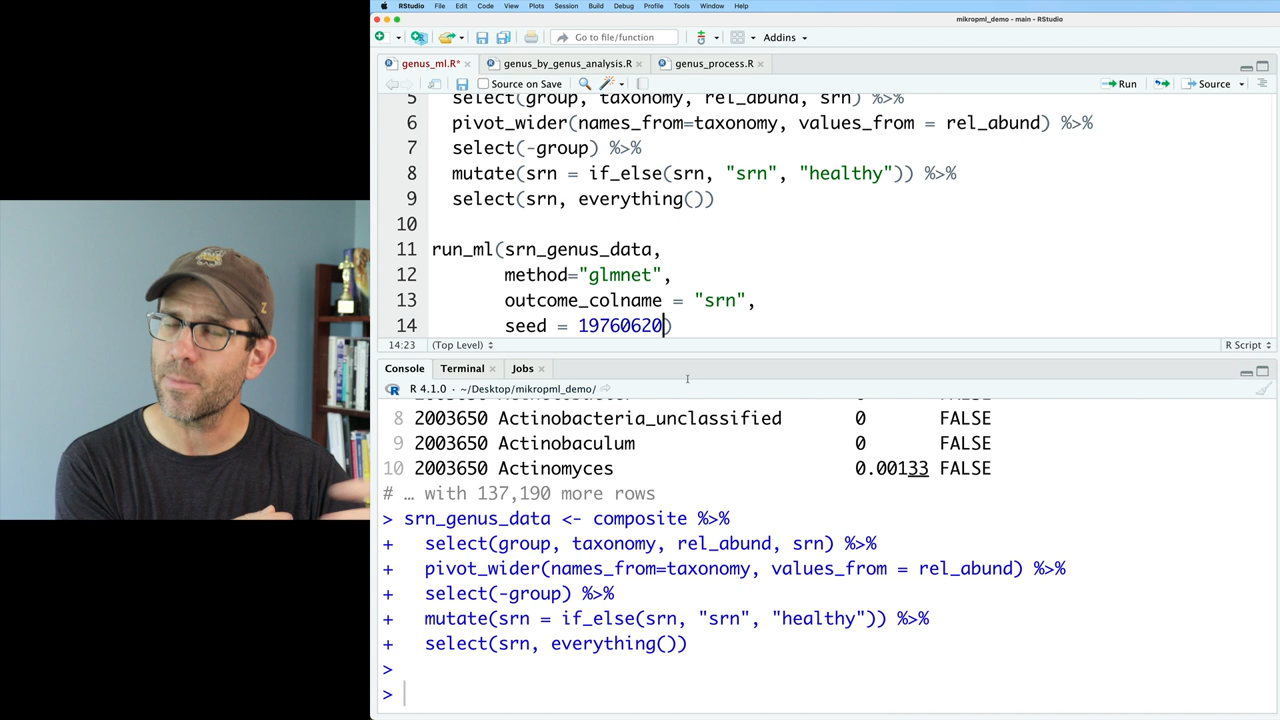 RStudio File Edit Code View Plots Session Build Debug Profile Tools Window Help
mikropml_demo - main - RStudio
Go to file/function Addins
genus_ml.R* genus_by_genus_analysis.R genus_process.R
Source on Save Run Source
5 select(group, taxonomy, rel_abund, srn) %>%
6 pivot_wider(names_from=taxonomy, values_from = rel_abund) %>%
7 select(-group) %>%
8 mutate(srn = if_else(srn, "srn", "healthy")) %>%
9 select(srn, everything())
10
11 run_ml(srn_genus_data,
12 method="glmnet",
13 outcome_colname = "srn",
14 seed = 19760620)
14:23 (Top Level) R Script
Console Terminal Jobs
R 4.1.0 · ~/Desktop/mikropml_demo/
8 2003650 Actinobacteria_unclassified 0 FALSE
9 2003650 Actinobaculum 0 FALSE
10 2003650 Actinomyces 0.00133 FALSE
# … with 137,190 more rows
> srn_genus_data <- composite %>%
+ select(group, taxonomy, rel_abund, srn) %>%
+ pivot_wider(names_from=taxonomy, values_from = rel_abund) %>%
+ select(-group) %>%
+ mutate(srn = if_else(srn, "srn", "healthy")) %>%
+ select(srn, everything())
>
>